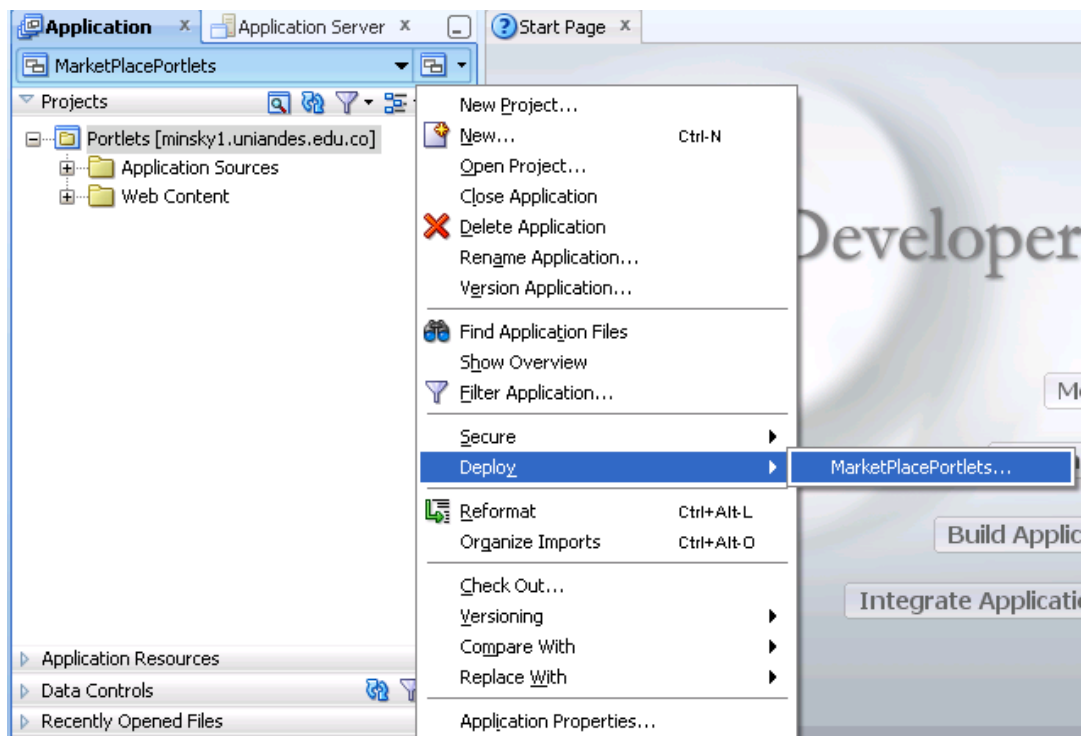 Application x Application Server x
Start Page x
MarketPlacePortlets
Projects
Portlets [minsky1.uniandes.edu.co]
Application Sources
Web Content
Application Resources
Data Controls
Recently Opened Files
New Project...
New... Ctrl-N
Open Project...
Close Application
Delete Application
Rename Application...
Version Application...
Find Application Files
Show Overview
Filter Application...
Secure
Deploy
MarketPlacePortlets...
Reformat Ctrl+Alt-L
Organize Imports Ctrl+Alt-O
Check Out...
Versioning
Compare With
Replace With
Application Properties...
Developer
Build Applic
Integrate Applicati